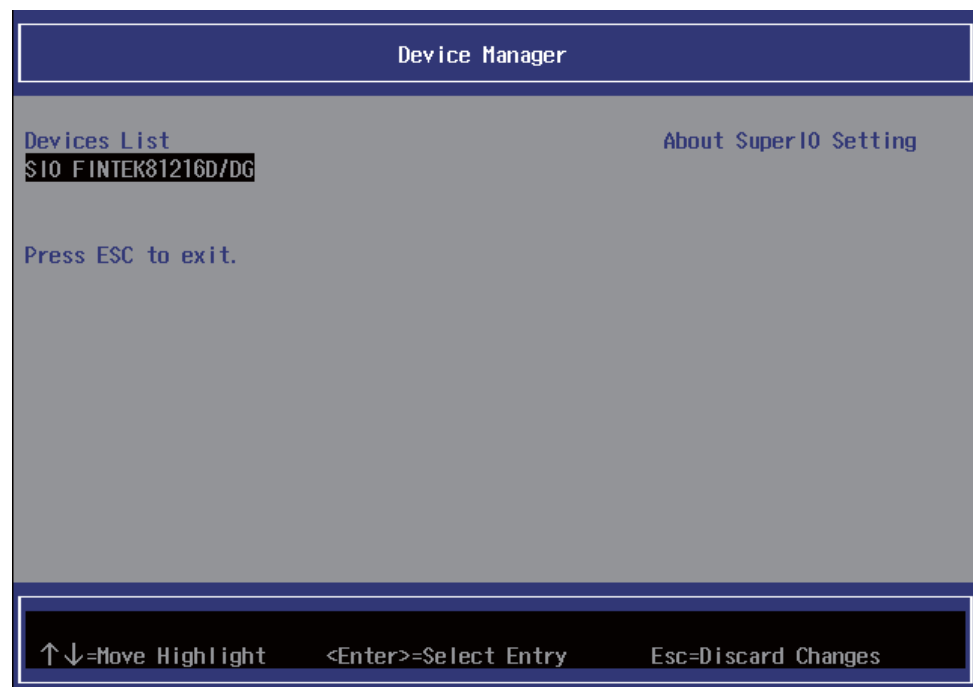 Device Manager
Devices List
About SuperIO Setting
SIO FINTEK81216D/DG
Press ESC to exit.
↑↓=Move Highlight <Enter>=Select Entry Esc=Discard Changes